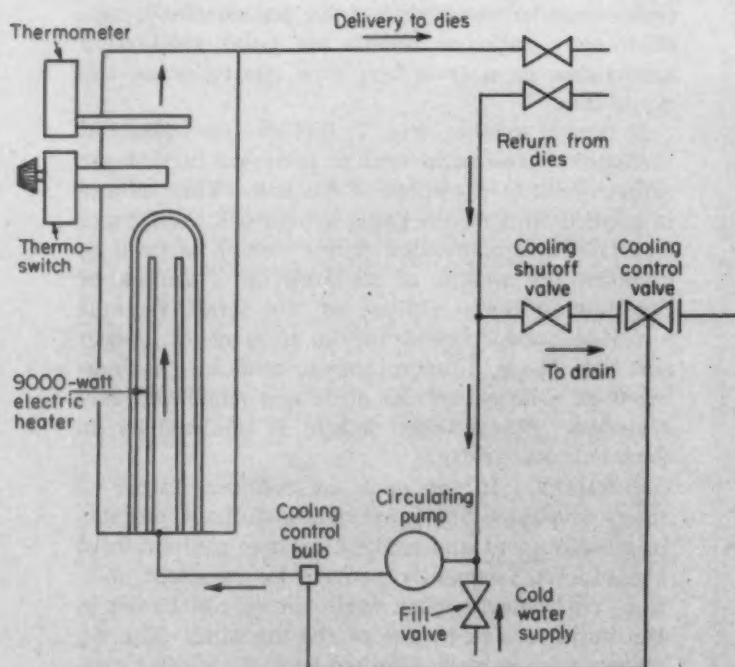 Delivery to dies
Thermometer
Return from
dies
Thermo-
switch
Cooling
shutoff
valve
Cooling
control
valve
To drain
9000-watt
electric
heater
Cooling
control
bulb
Circulating
pump
Fill
valve
Cold
water
supply